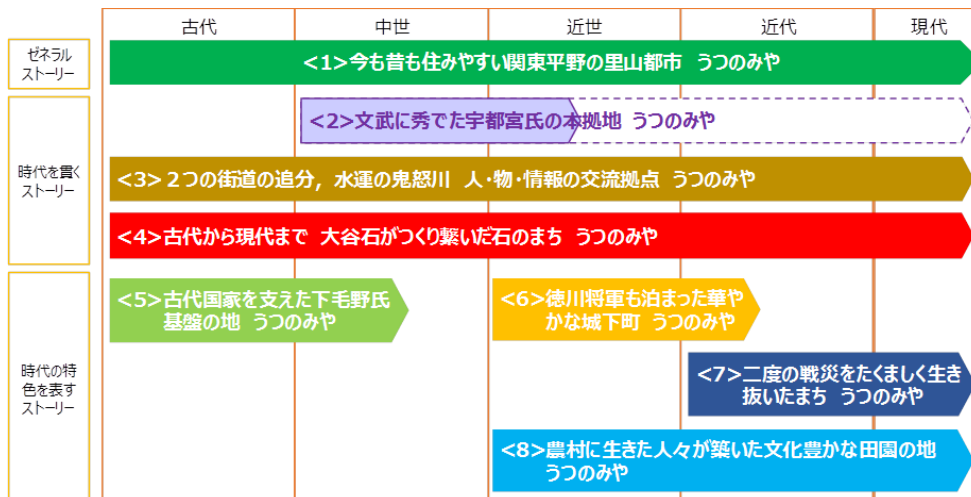 古代
中世
近世
近代
現代
ゼネラル
ストーリー
<1>今も昔も住みやすい関東平野の里山都市　うつのみや
時代を貫く
ストーリー
<2>文武に秀でた宇都宮氏の本拠地　うつのみや
<3>２つの街道の追分，水運の鬼怒川　人・物・情報の交流拠点　うつのみや
<4>古代から現代まで　大谷石がつくり繋いだ石のまち　うつのみや
時代の特
色を表す
ストーリー
<5>古代国家を支えた下毛野氏
基盤の地　うつのみや
<6>徳川将軍も泊まった華や
かな城下町　うつのみや
<7>二度の戦災をたくましく生き
抜いたまち　うつのみや
<8>農村に生きた人々が築いた文化豊かな田園の地
うつのみや